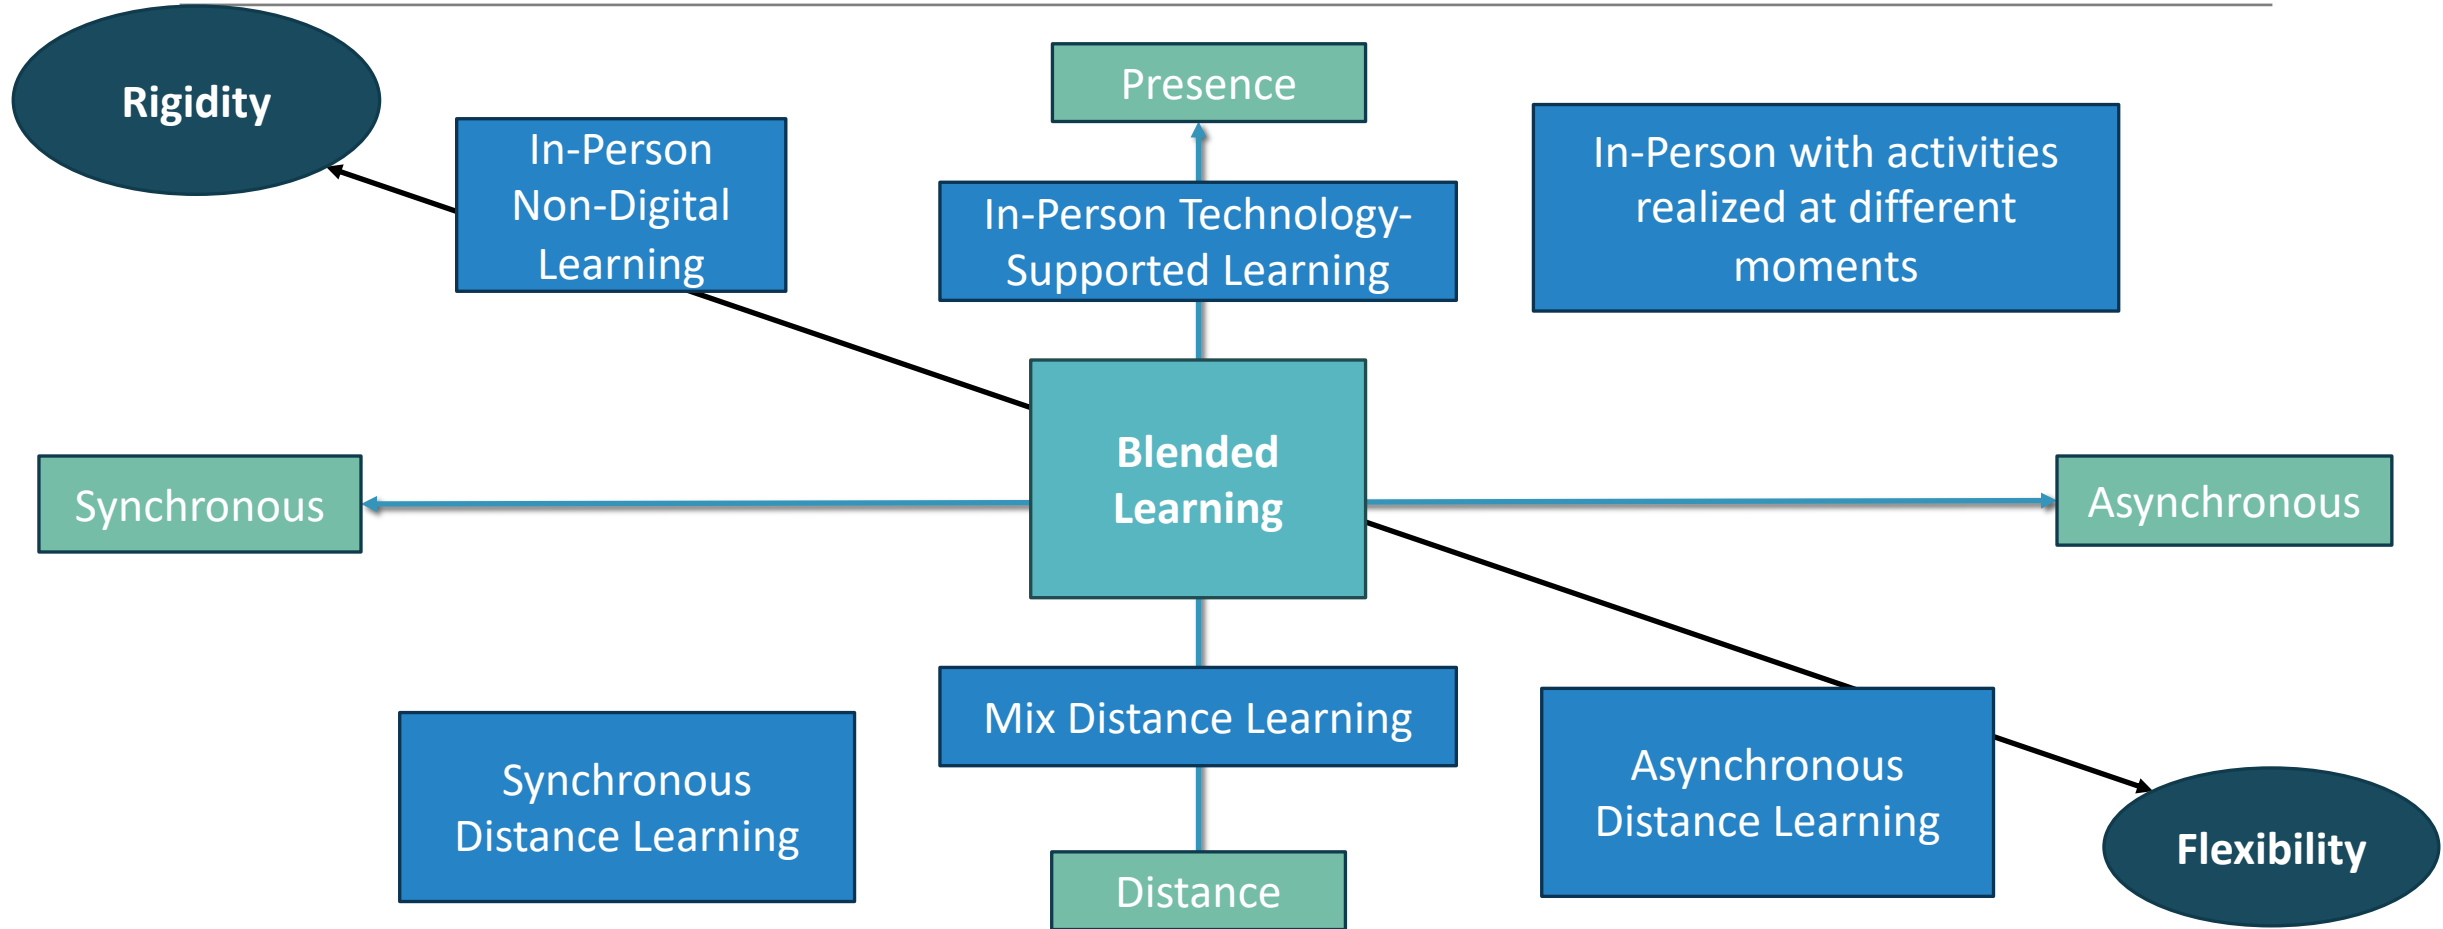 Rigidity
Presence
In-Person
Non-Digital
Learning
In-Person Technology-
Supported Learning
In-Person with activities
realized at different
moments
Blended
Learning
Synchronous
Asynchronous
Mix Distance Learning
Synchronous
Distance Learning
Asynchronous
Distance Learning
Distance
Flexibility